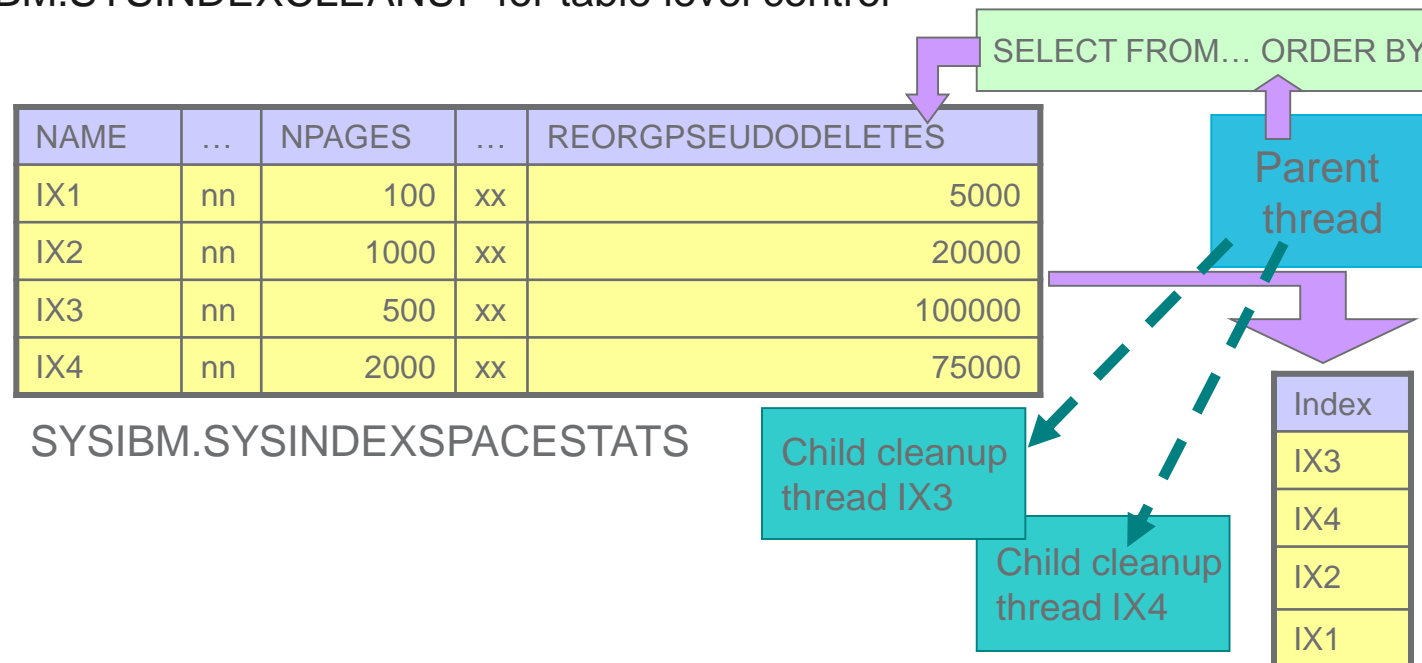 SELECT FROM… ORDER BY
NAME … NPAGES … REORGPSEUDODELETES
IX1 nn 100 xx 5000
IX2 nn 1000 xx 20000
IX3 nn 500 xx 100000
IX4 nn 2000 xx 75000
SYSIBM.SYSINDEXSPACESTATS
Parent
thread
Child cleanup
thread IX3
Child cleanup
thread IX4
Index
IX3
IX4
IX2
IX1